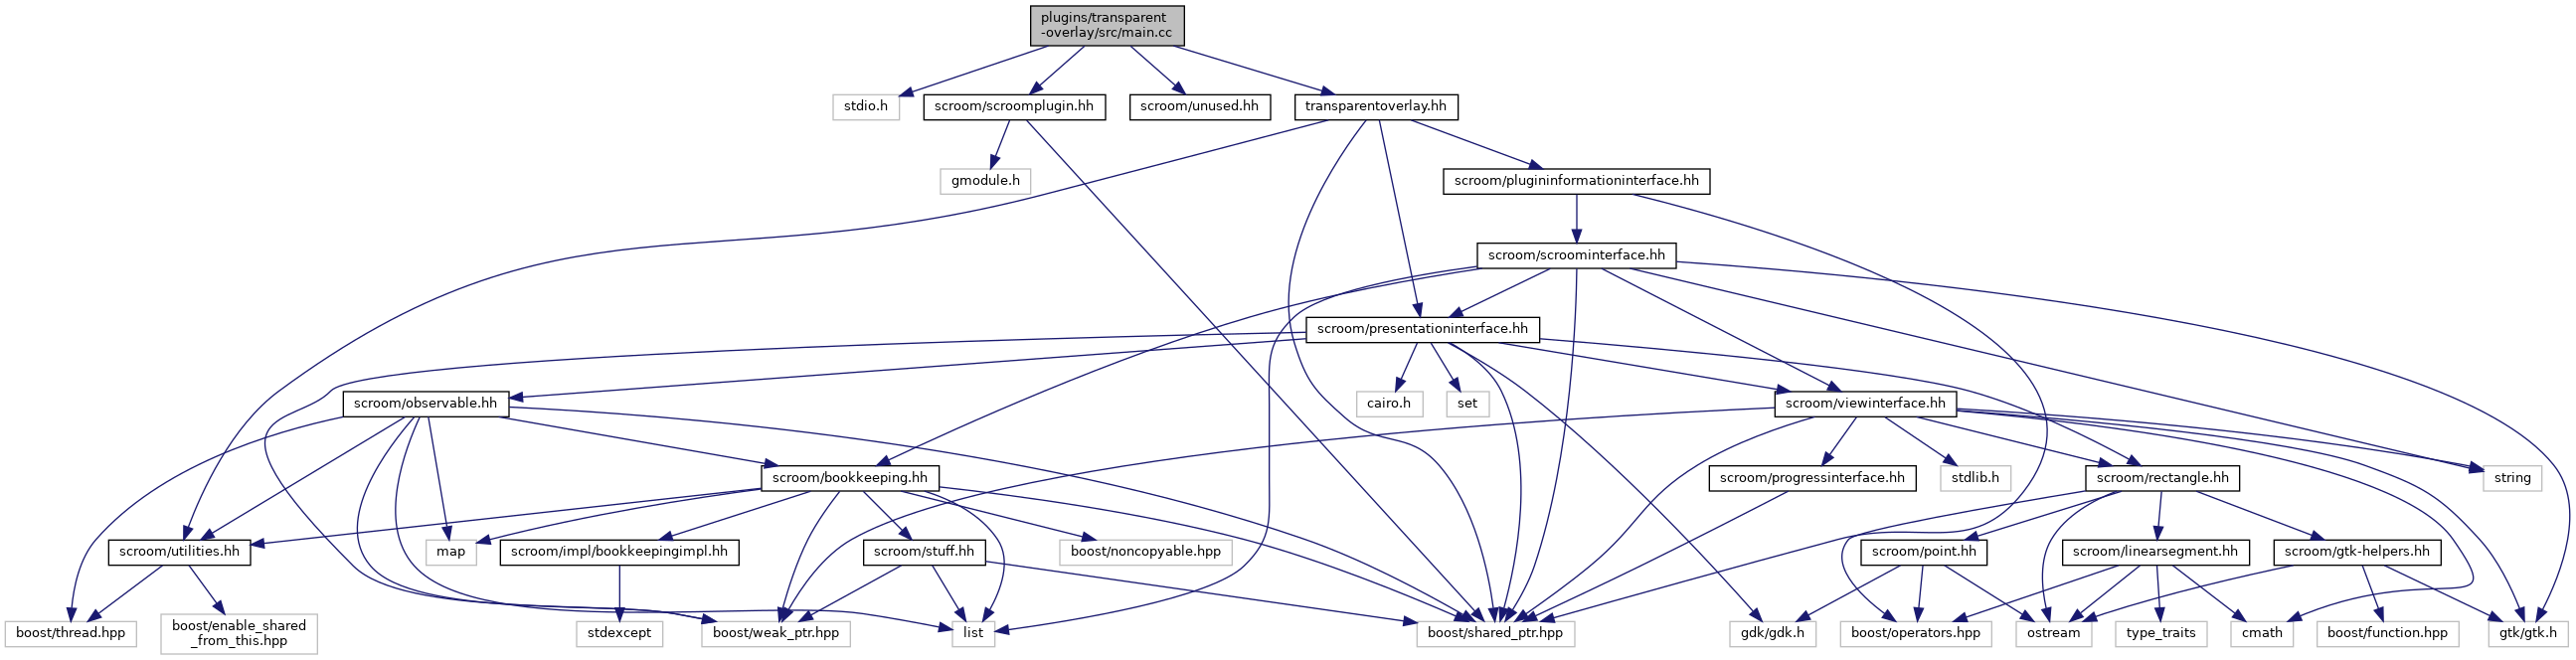 plugins/transparent
-overlay/src/main.cc
stdio.h
scroom/scroomplugin.hh
scroom/unused.hh
transparentoverlay.hh
gmodule.h
scroom/plugininformationinterface.hh
scroom/scroominterface.hh
scroom/presentationinterface.hh
scroom/observable.hh
cairo.h
set
scroom/viewinterface.hh
scroom/bookkeeping.hh
scroom/progressinterface.hh
stdlib.h
scroom/rectangle.hh
string
scroom/utilities.hh
map
scroom/impl/bookkeepingimpl.hh
scroom/stuff.hh
boost/noncopyable.hpp
scroom/point.hh
scroom/linearsegment.hh
scroom/gtk-helpers.hh
boost/thread.hpp
boost/enable_shared
_from_this.hpp
stdexcept
boost/weak_ptr.hpp
list
boost/shared_ptr.hpp
gdk/gdk.h
boost/operators.hpp
ostream
type_traits
cmath
boost/function.hpp
gtk/gtk.h